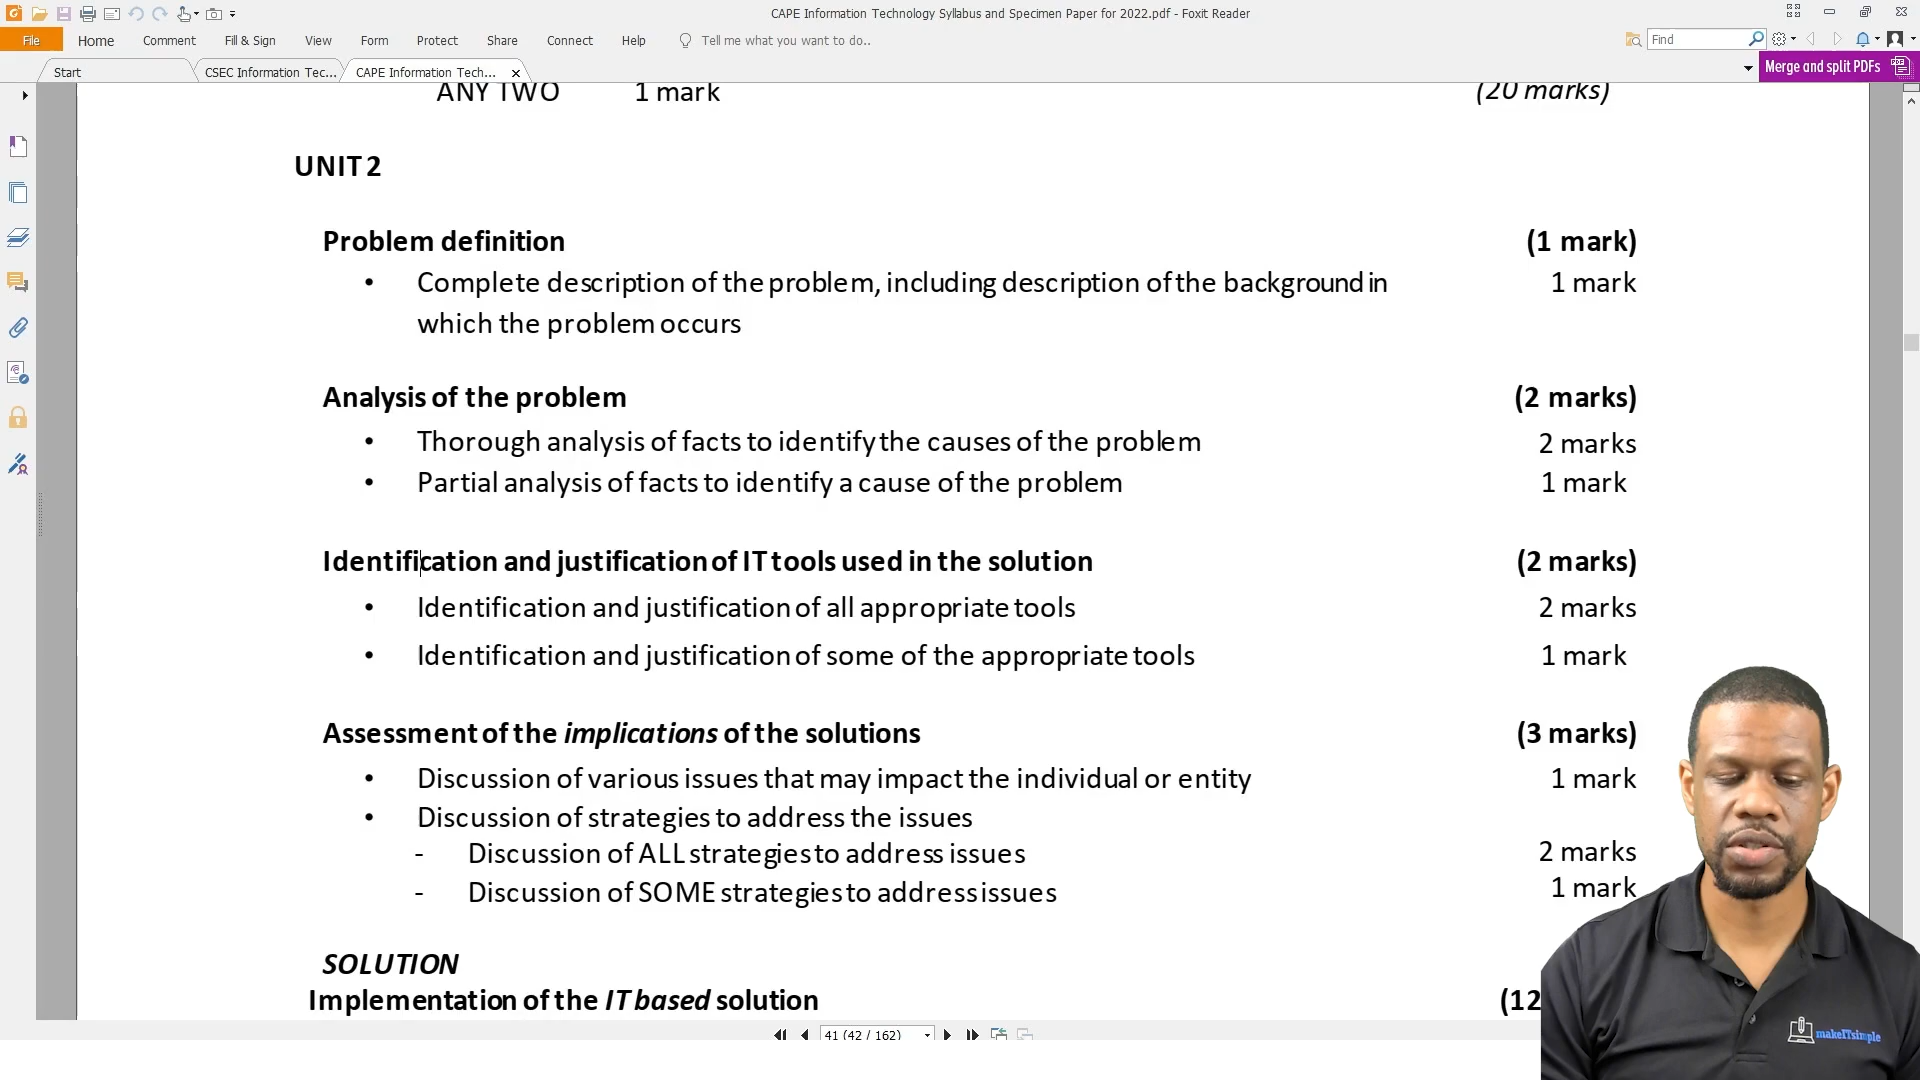 CAPE Information Technology Syllabus and Specimen Paper for 2022.pdf - Foxit Reader
File Home Comment Fill & Sign View Form Protect Share Connect Help Tell me what you want to do.. Find
Start CSEC Information Tec... CAPE Information Tech... Merge and split PDFs
ANY TWO 1 mark (20 marks)
UNIT 2
Problem definition (1 mark)
• Complete description of the problem, including description of the background in 1 mark
which the problem occurs
Analysis of the problem (2 marks)
• Thorough analysis of facts to identify the causes of the problem 2 marks
• Partial analysis of facts to identify a cause of the problem 1 mark
Identification and justification of IT tools used in the solution (2 marks)
• Identification and justification of all appropriate tools 2 marks
• Identification and justification of some of the appropriate tools 1 mark
Assessment of the implications of the solutions (3 marks)
• Discussion of various issues that may impact the individual or entity 1 mark
• Discussion of strategies to address the issues
- Discussion of ALL strategies to address issues 2 marks
- Discussion of SOME strategies to address issues 1 mark
SOLUTION
Implementation of the IT based solution (12
41 (42 / 162)
makeITsimple